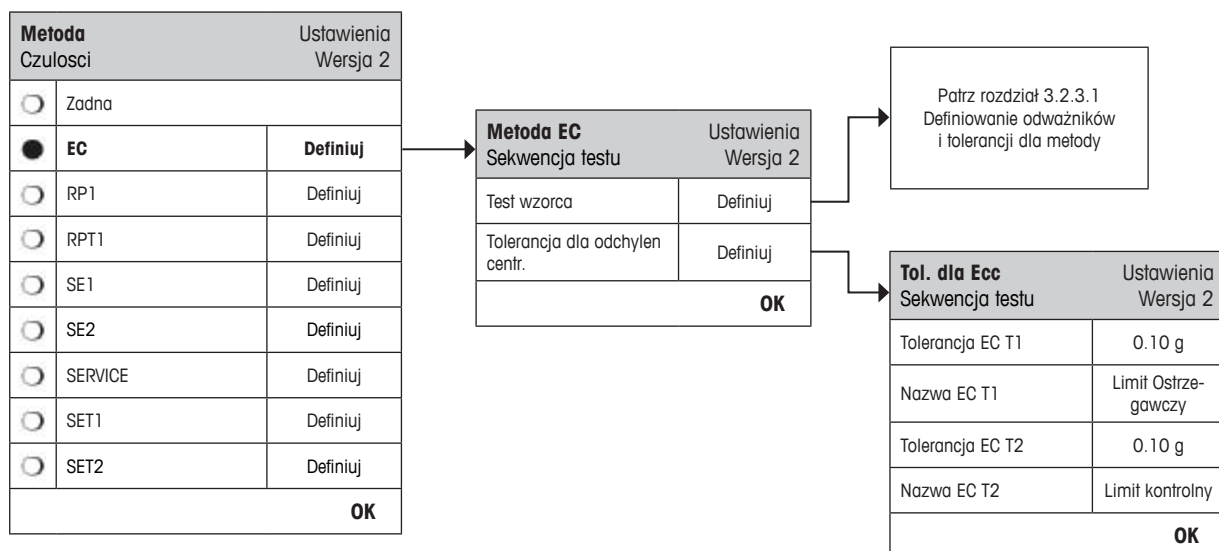 Metoda Ustawienia
Czulosci Wersja 2
Zadna
EC Definiuj
RP1 Definiuj
RPT1 Definiuj
SE1 Definiuj
SE2 Definiuj
SERVICE Definiuj
SET1 Definiuj
SET2 Definiuj
OK
Metoda EC Ustawienia
Sekwencja testu Wersja 2
Test wzorca Definiuj
Tolerancja dla odchylen
centr.
Definiuj
OK
Patrz rozdział 3.2.3.1
Definiowanie odważników
i tolerancji dla metody
Tol. dla Ecc Ustawienia
Sekwencja testu Wersja 2
Tolerancja EC T1 0.10 g
Nazwa EC T1
Limit Ostrze-
gawczy
Tolerancja EC T2 0.10 g
Nazwa EC T2 Limit kontrolny
OK